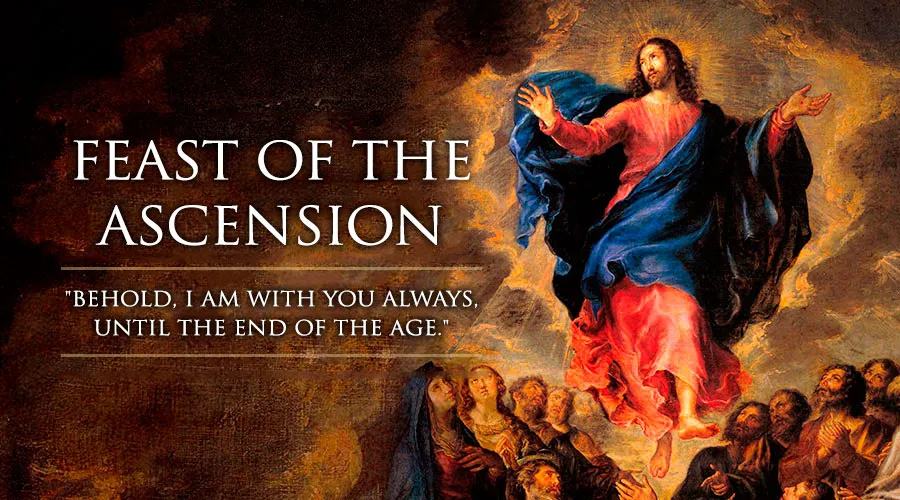 FEAST OF THE
ASCENSION
"BEHOLD, I AM WITH YOU ALWAYS,
UNTIL THE END OF THE AGE."